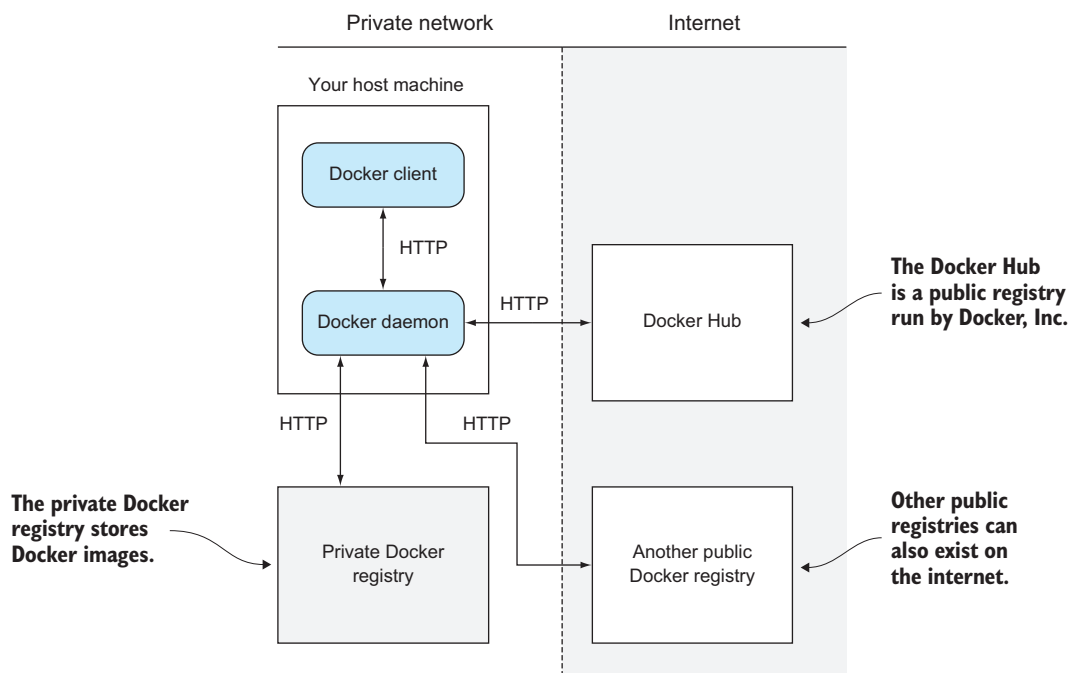 Private network
Internet
Your host machine
Docker client
HTTP
Docker daemon
HTTP
Docker Hub
The Docker Hub
is a public registry
run by Docker, Inc.
HTTP
HTTP
The private Docker
registry stores
Docker images.
Private Docker
registry
Another public
Docker registry
Other public
registries can
also exist on
the internet.